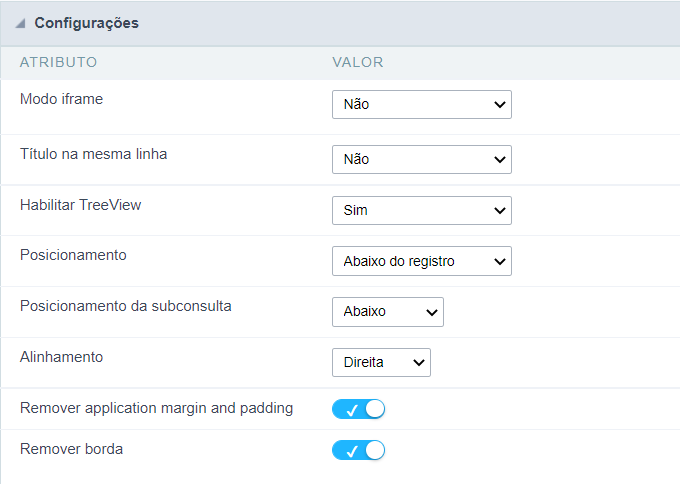 Configurações
ATRIBUTO VALOR
Modo iframe Não
Título na mesma linha Não
Habilitar TreeView Sim
Posicionamento Abaixo do registro
Posicionamento da subconsulta Abaixo
Alinhamento Direita
Remover application margin and padding
Remover borda